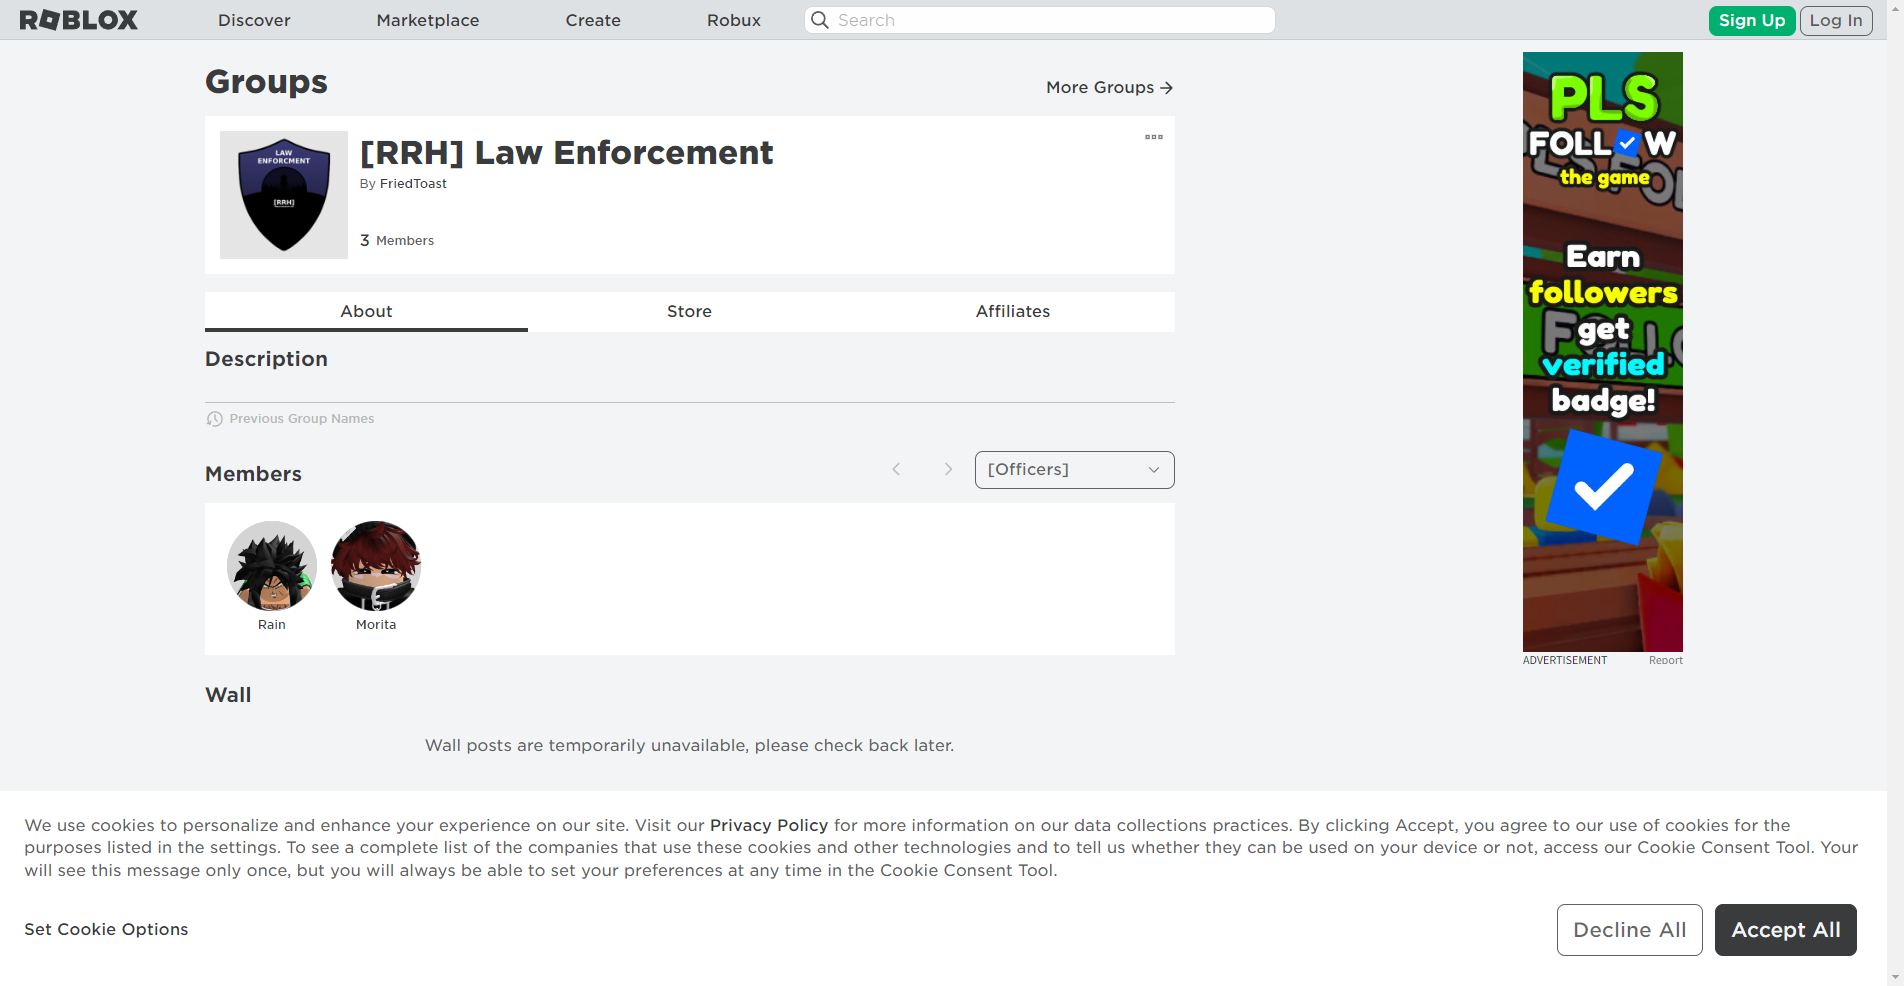 ROBLOX Discover Marketplace Create Robux Search Sign Up Log In
Groups
More Groups
LAW
ENFORCMENT
[RRH]
[RRH] Law Enforcement
By FriedToast
3 Members
About Store Affiliates
Description
Previous Group Names
Members
[Officers]
Rain Morita
Wall
Wall posts are temporarily unavailable, please check back later.
PLS
FOLLOW
the game
Earn
followers
get
verified
badge!
ADVERTISEMENT Report
We use cookies to personalize and enhance your experience on our site. Visit our Privacy Policy for more information on our data collections practices. By clicking Accept, you agree to our use of cookies for the
purposes listed in the settings. To see a complete list of the companies that use these cookies and other technologies and to tell us whether they can be used on your device or not, access our Cookie Consent Tool. Your
will see this message only once, but you will always be able to set your preferences at any time in the Cookie Consent Tool.
Set Cookie Options
Decline All
Accept All